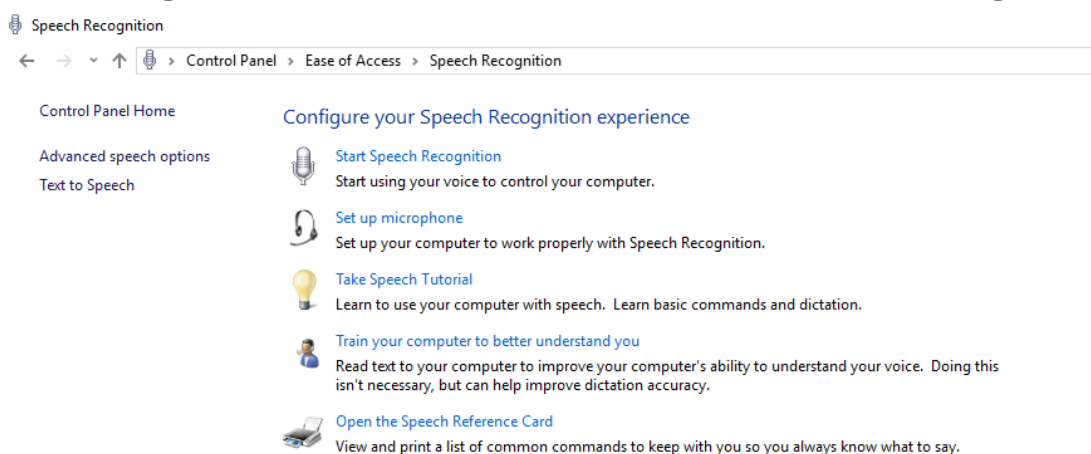 Speech Recognition
Control Panel > Ease of Access > Speech Recognition
Control Panel Home
Advanced speech options
Text to Speech
Configure your Speech Recognition experience
Start Speech Recognition
Start using your voice to control your computer.
Set up microphone
Set up your computer to work properly with Speech Recognition.
Take Speech Tutorial
Learn to use your computer with speech.  Learn basic commands and dictation.
Train your computer to better understand you
Read text to your computer to improve your computer's ability to understand your voice.  Doing this
isn't necessary, but can help improve dictation accuracy.
Open the Speech Reference Card
View and print a list of common commands to keep with you so you always know what to say.